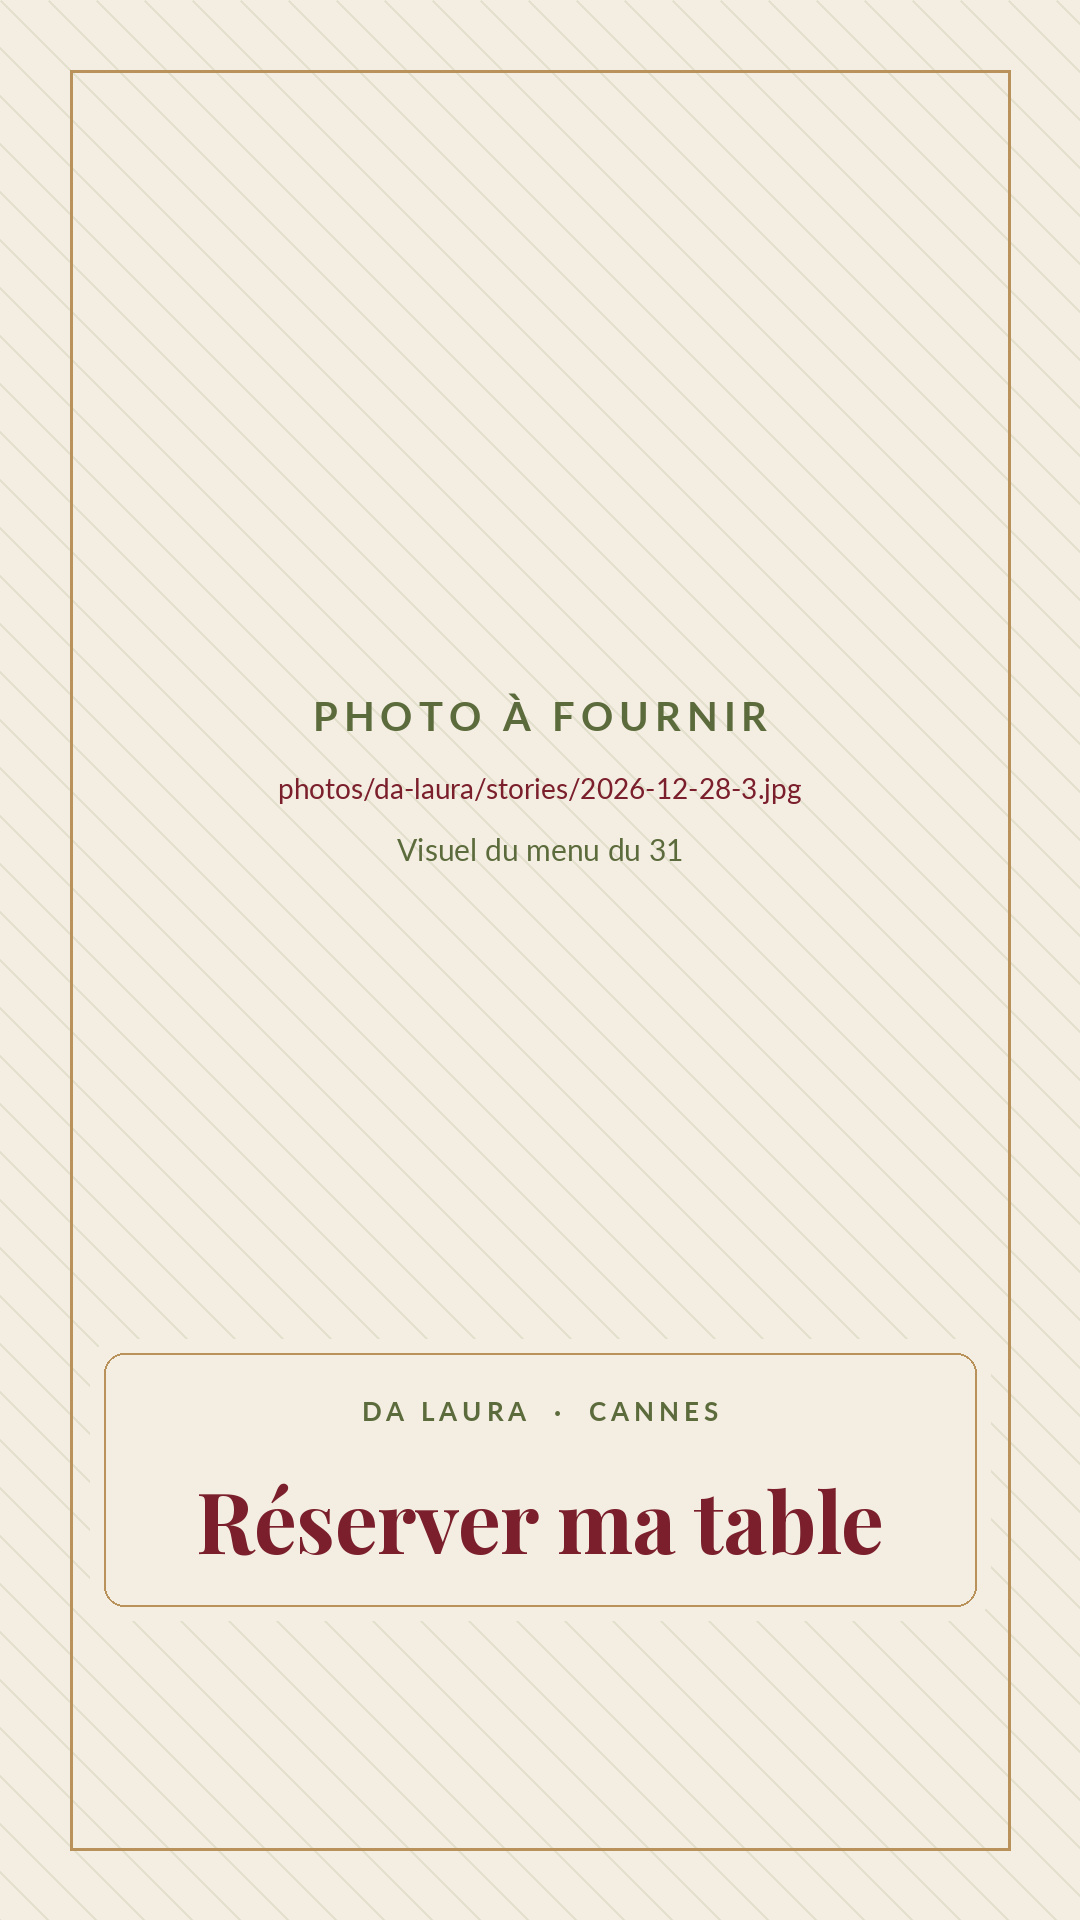 PHOTO À FOURNIR
photos/da-laura/stories/2026-12-28-3.jpg
Visuel du menu du 31
DA LAURA · CANNES
Réserver ma table